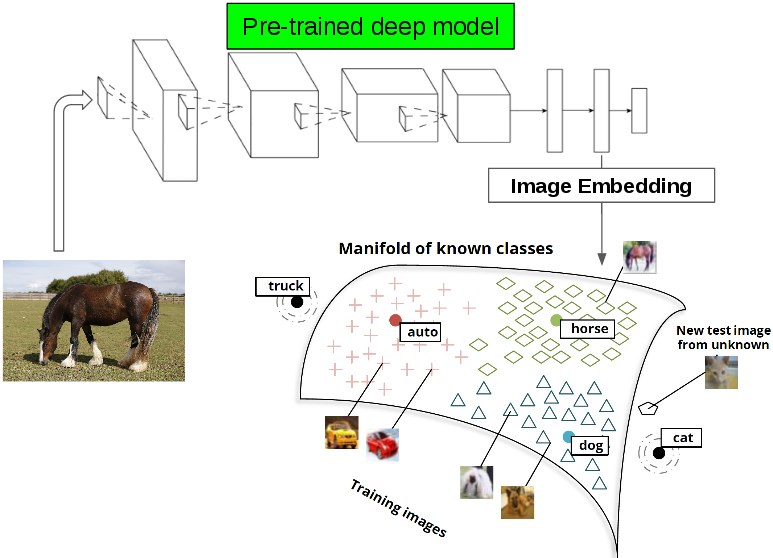 Pre-trained deep model
Image Embedding
Manifold of known classes
truck
auto
horse
New test image
from unknown
dog
cat
Training images